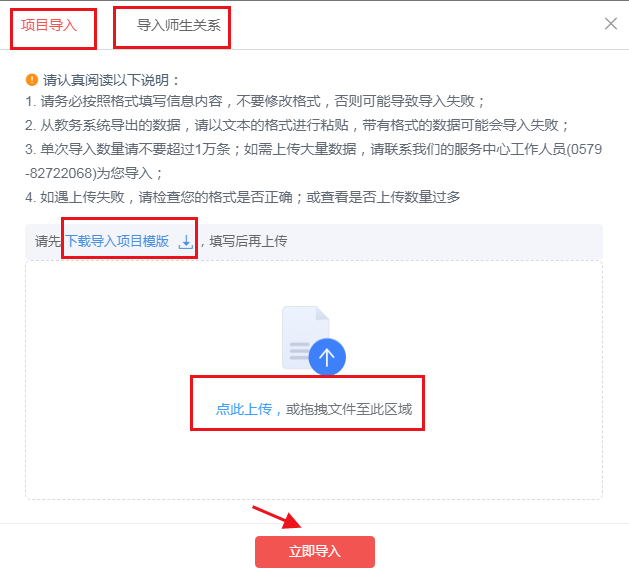 项目导入 导入师生关系
请认真阅读以下说明：
1. 请务必按照格式填写信息内容，不要修改格式，否则可能导致导入失败；
2. 从教务系统导出的数据，请以文本的格式进行粘贴，带有格式的数据可能会导入失败；
3. 单次导入数量请不要超过1万条；如需上传大量数据，请联系我们的服务中心工作人员(0579
-82722068)为您导入；
4. 如遇上传失败，请检查您的格式是否正确；或查看是否上传数量过多
请先 下载导入项目模版 ，填写后再上传
点此上传，或拖拽文件至此区域
立即导入